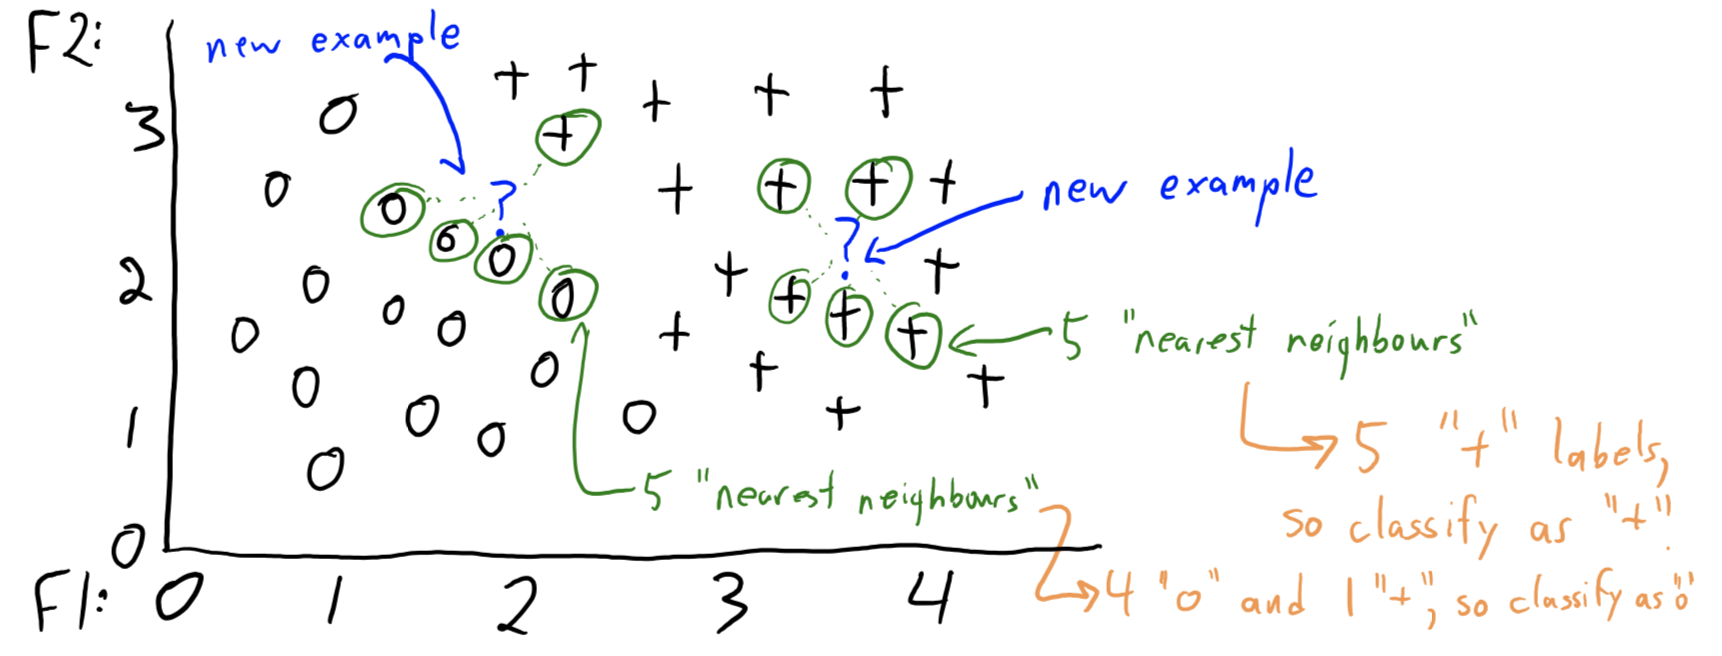 F2:
new example
3
2
1
0
F1: 0 1 2 3 4
?
?
new example
5 "nearest neighbours"
5 "nearest neighbours"
5 "+" labels,
so classify as "+".
4 "o" and 1 "+", so classify as "o"